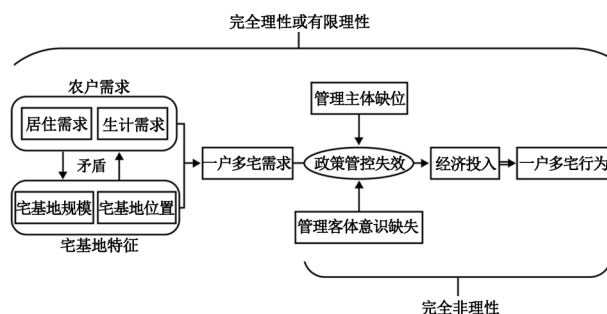 完全理性或有限理性
农户需求
居住需求
生计需求
矛盾
宅基地规模
宅基地位置
宅基地特征
一户多宅需求
管理主体缺位
政策管控失效
管理客体意识缺失
经济投入
一户多宅行为
完全非理性